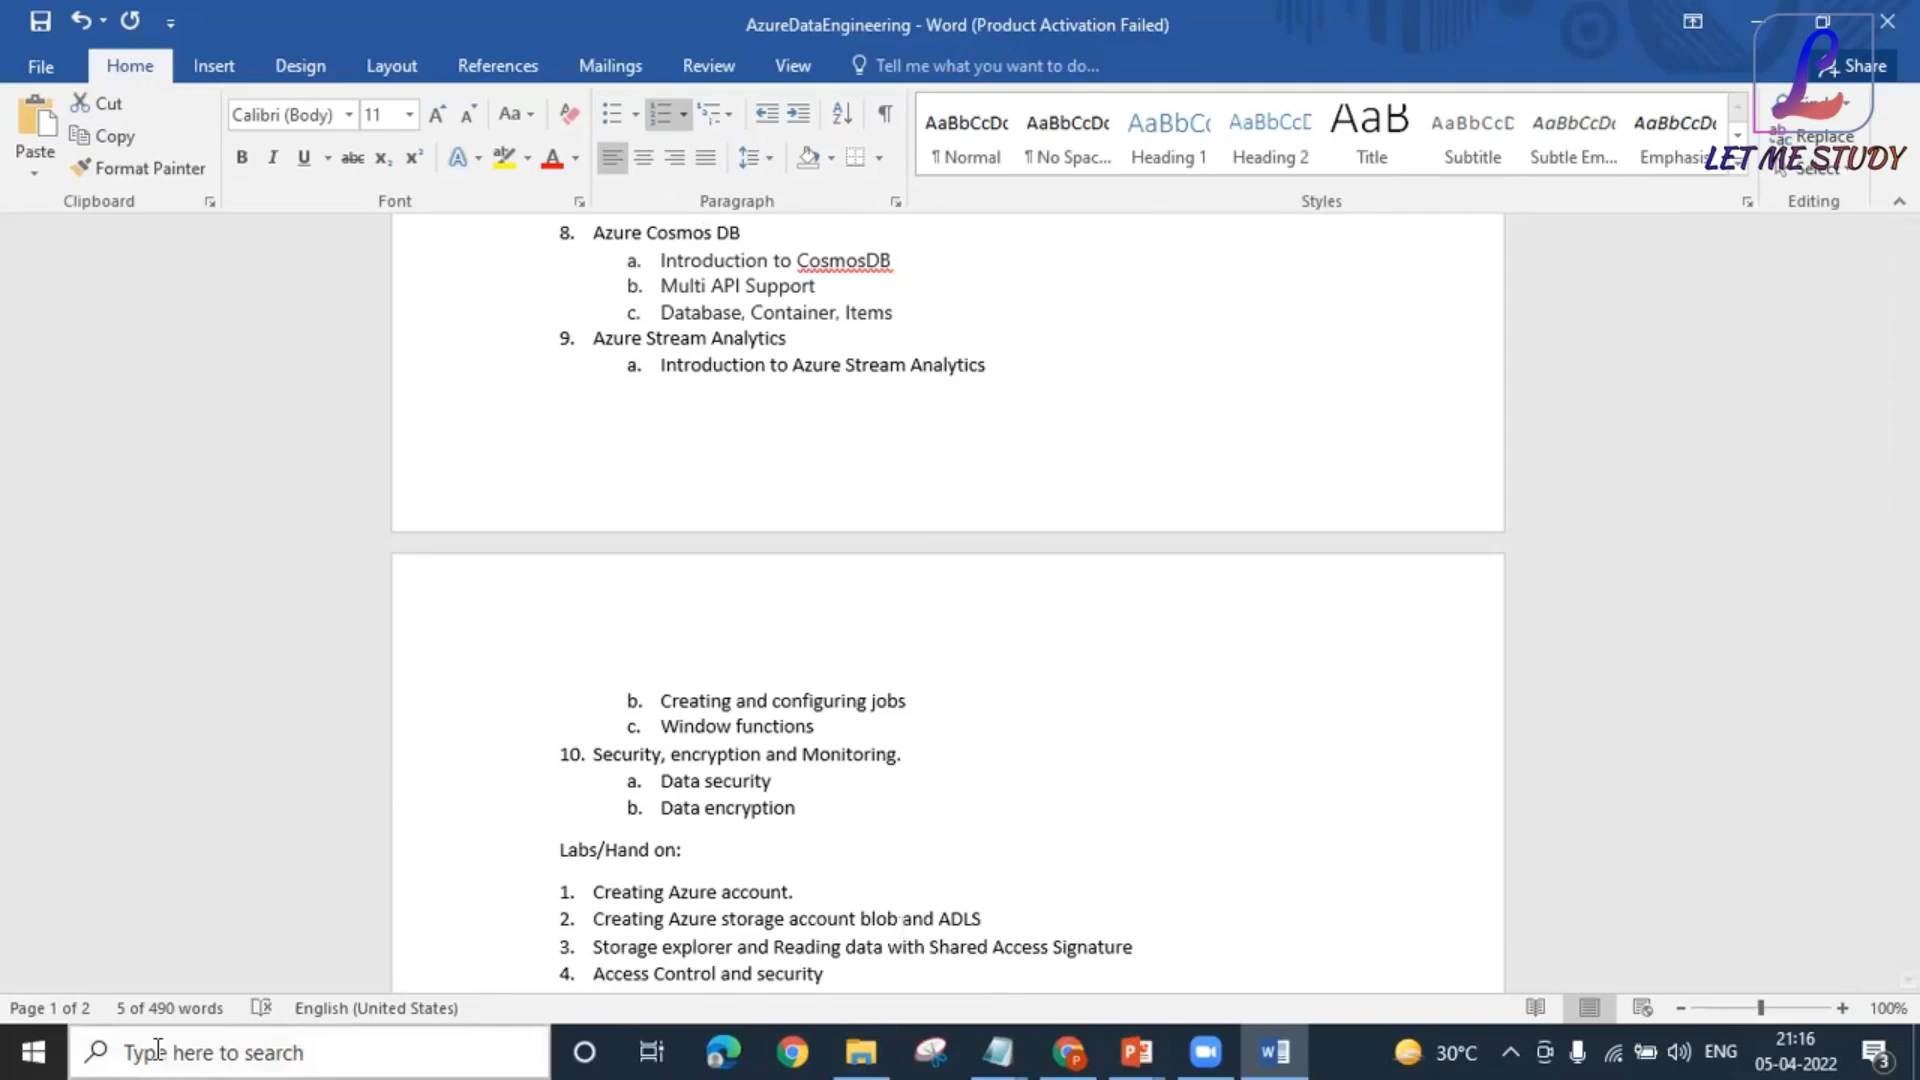 AzureDataEngineering - Word (Product Activation Failed)
File Home Insert Design Layout References Mailings Review View Tell me what you want to do... Share
Paste
Cut
Copy
Format Painter
Calibri (Body) 11
AaBbCcDc AaBbCcDc AaBbC AaBbCcD AaB AaBbCcD AaBbCcDc AaBbCcDc
¶ Normal ¶ No Spac... Heading 1 Heading 2 Title Subtitle Subtle Em... Emphasis
Replace
Select
LET ME STUDY
Clipboard Font Paragraph Styles Editing
8. Azure Cosmos DB
a. Introduction to CosmosDB
b. Multi API Support
c. Database, Container, Items
9. Azure Stream Analytics
a. Introduction to Azure Stream Analytics
b. Creating and configuring jobs
c. Window functions
10. Security, encryption and Monitoring.
a. Data security
b. Data encryption
Labs/Hand on:
1. Creating Azure account.
2. Creating Azure storage account blob and ADLS
3. Storage explorer and Reading data with Shared Access Signature
4. Access Control and security
Page 1 of 2 5 of 490 words English (United States) 100%
Type here to search
30°C ENG
21:16
05-04-2022
3